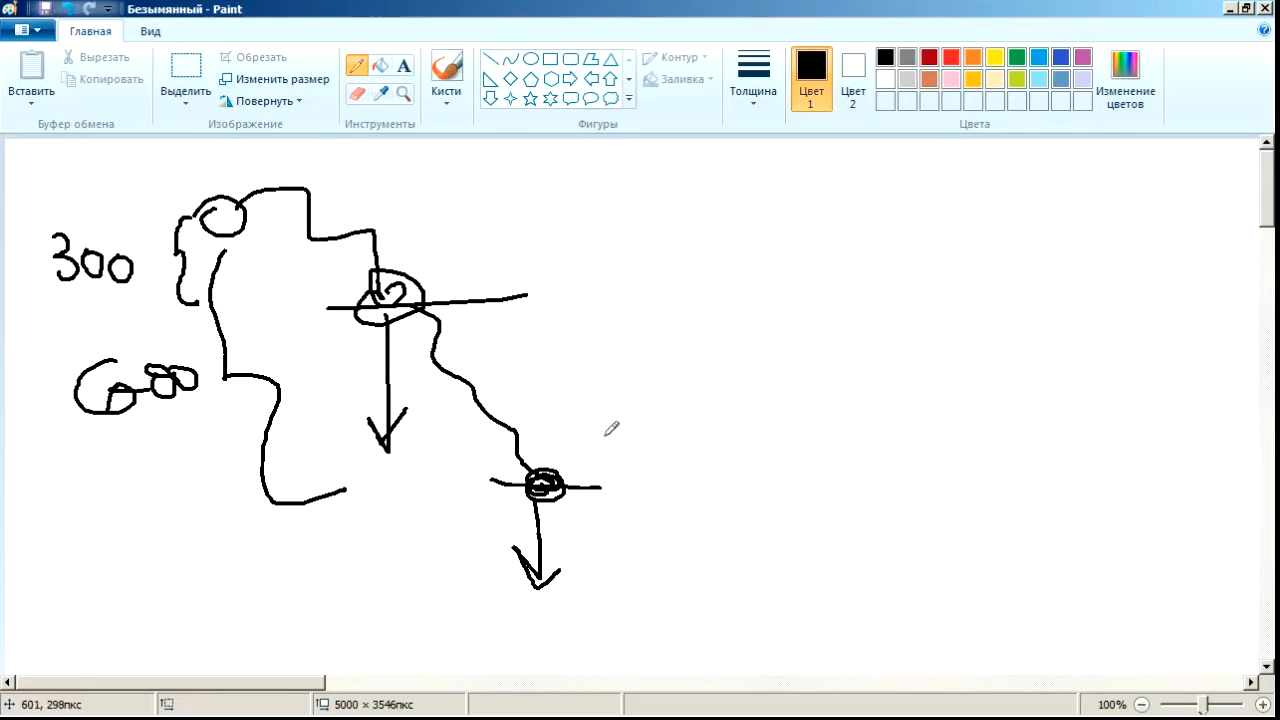 Безымянный - Paint
Главная Вид
Вставить
Вырезать
Копировать
Буфер обмена
Выделить
Обрезать
Изменить размер
Повернуть
Изображение
A
Инструменты
Кисти
Фигуры
Контур
Заливка
Толщина
Цвет 1
Цвет 2
Изменение цветов
Цвета
300
601, 298пкс
5000 × 3546пкс
100%